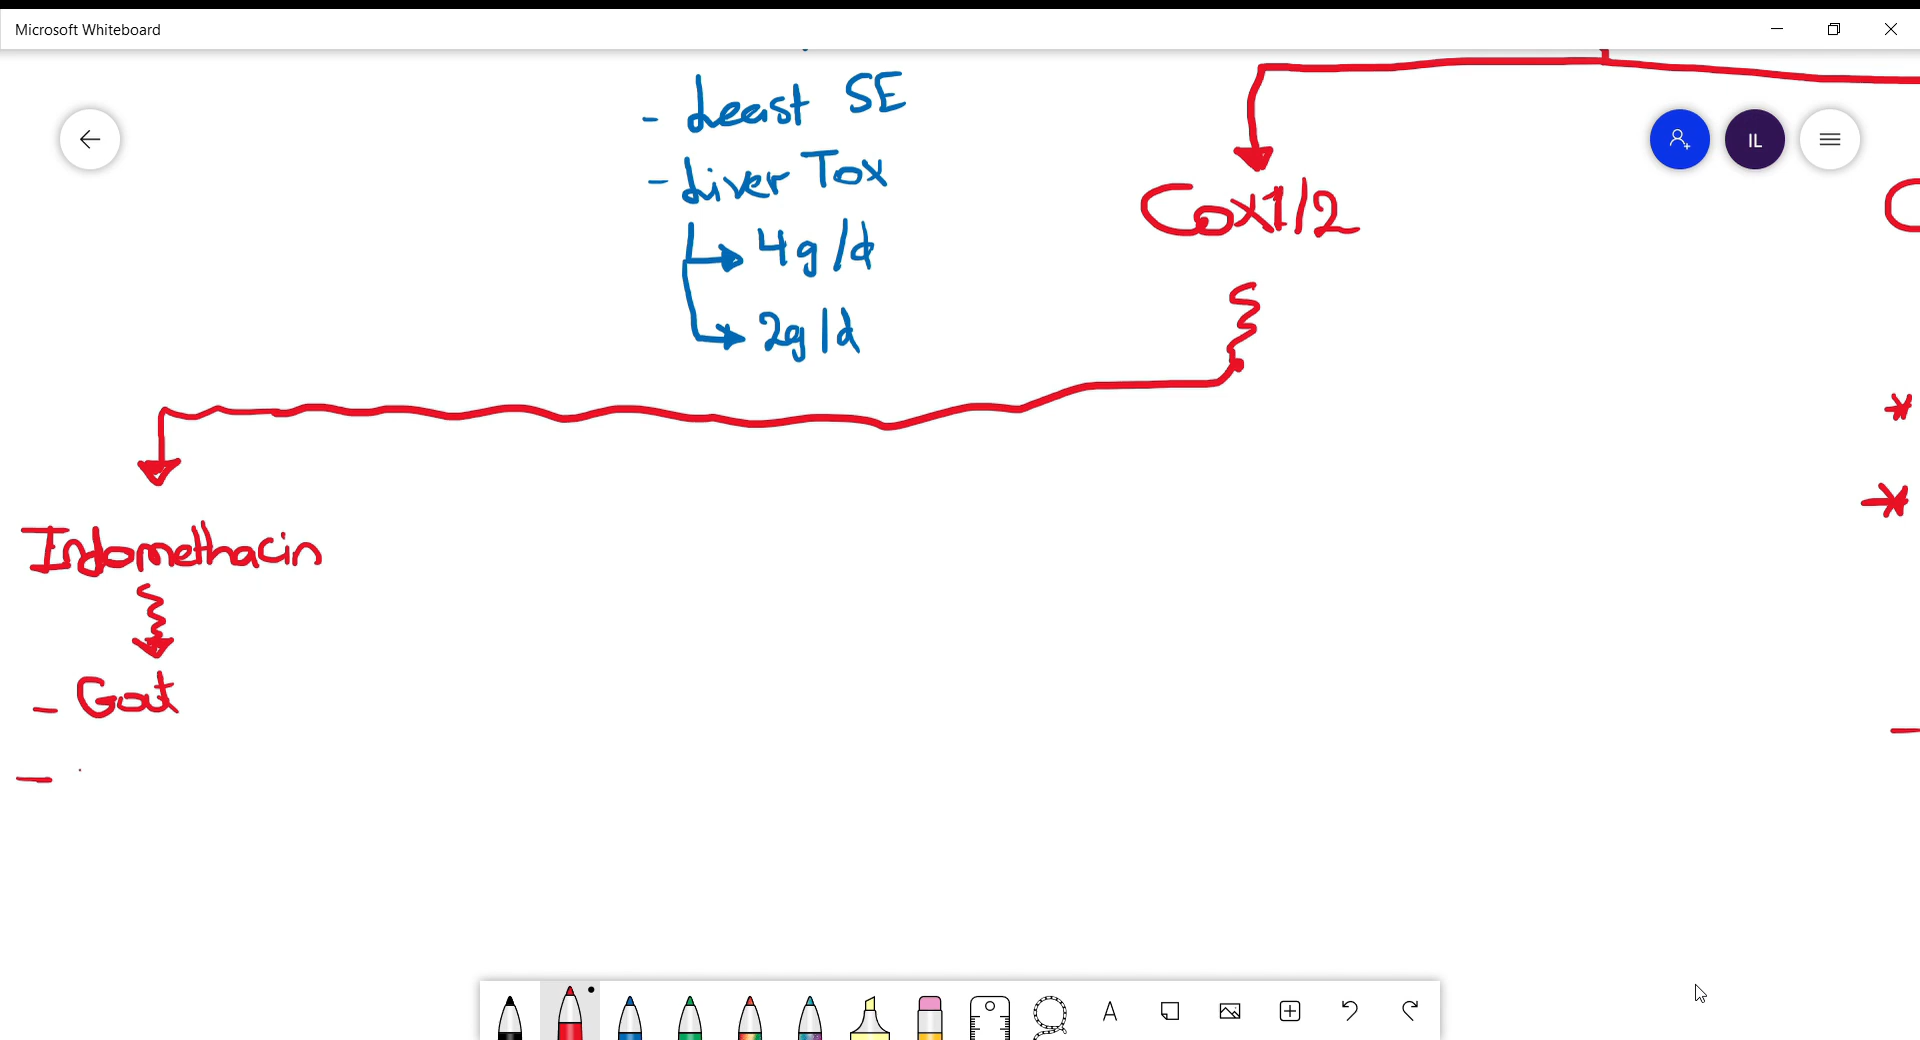 Microsoft Whiteboard
- Least SE
- Liver Tox
4g/d
2g/d
IL
Cox1/2
*
*
Indomethacin
- Gout
-
-
A